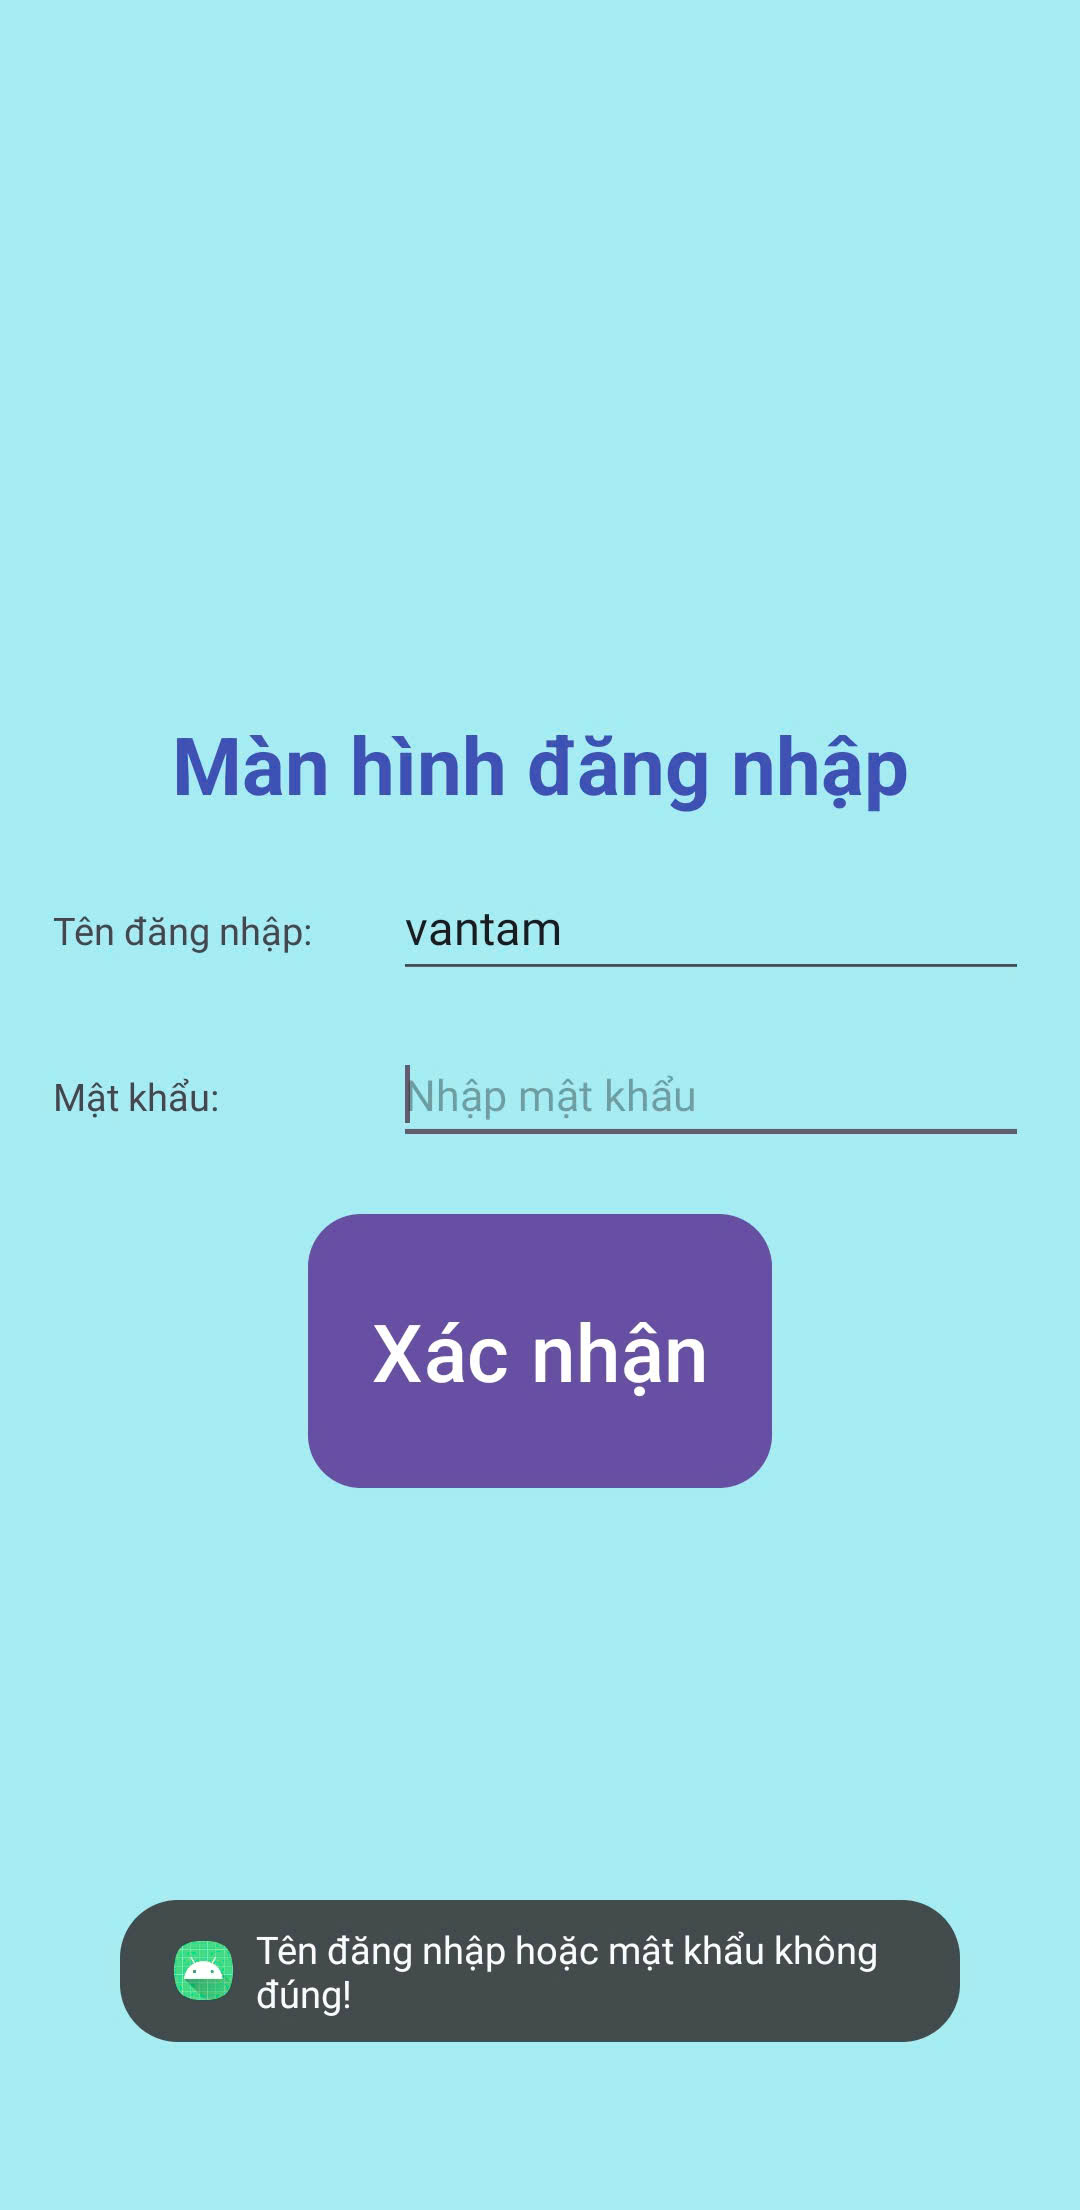 Màn hình đăng nhập
Tên đăng nhập: vantam
Mật khẩu: Nhập mật khẩu
Xác nhận
Tên đăng nhập hoặc mật khẩu không
đúng!